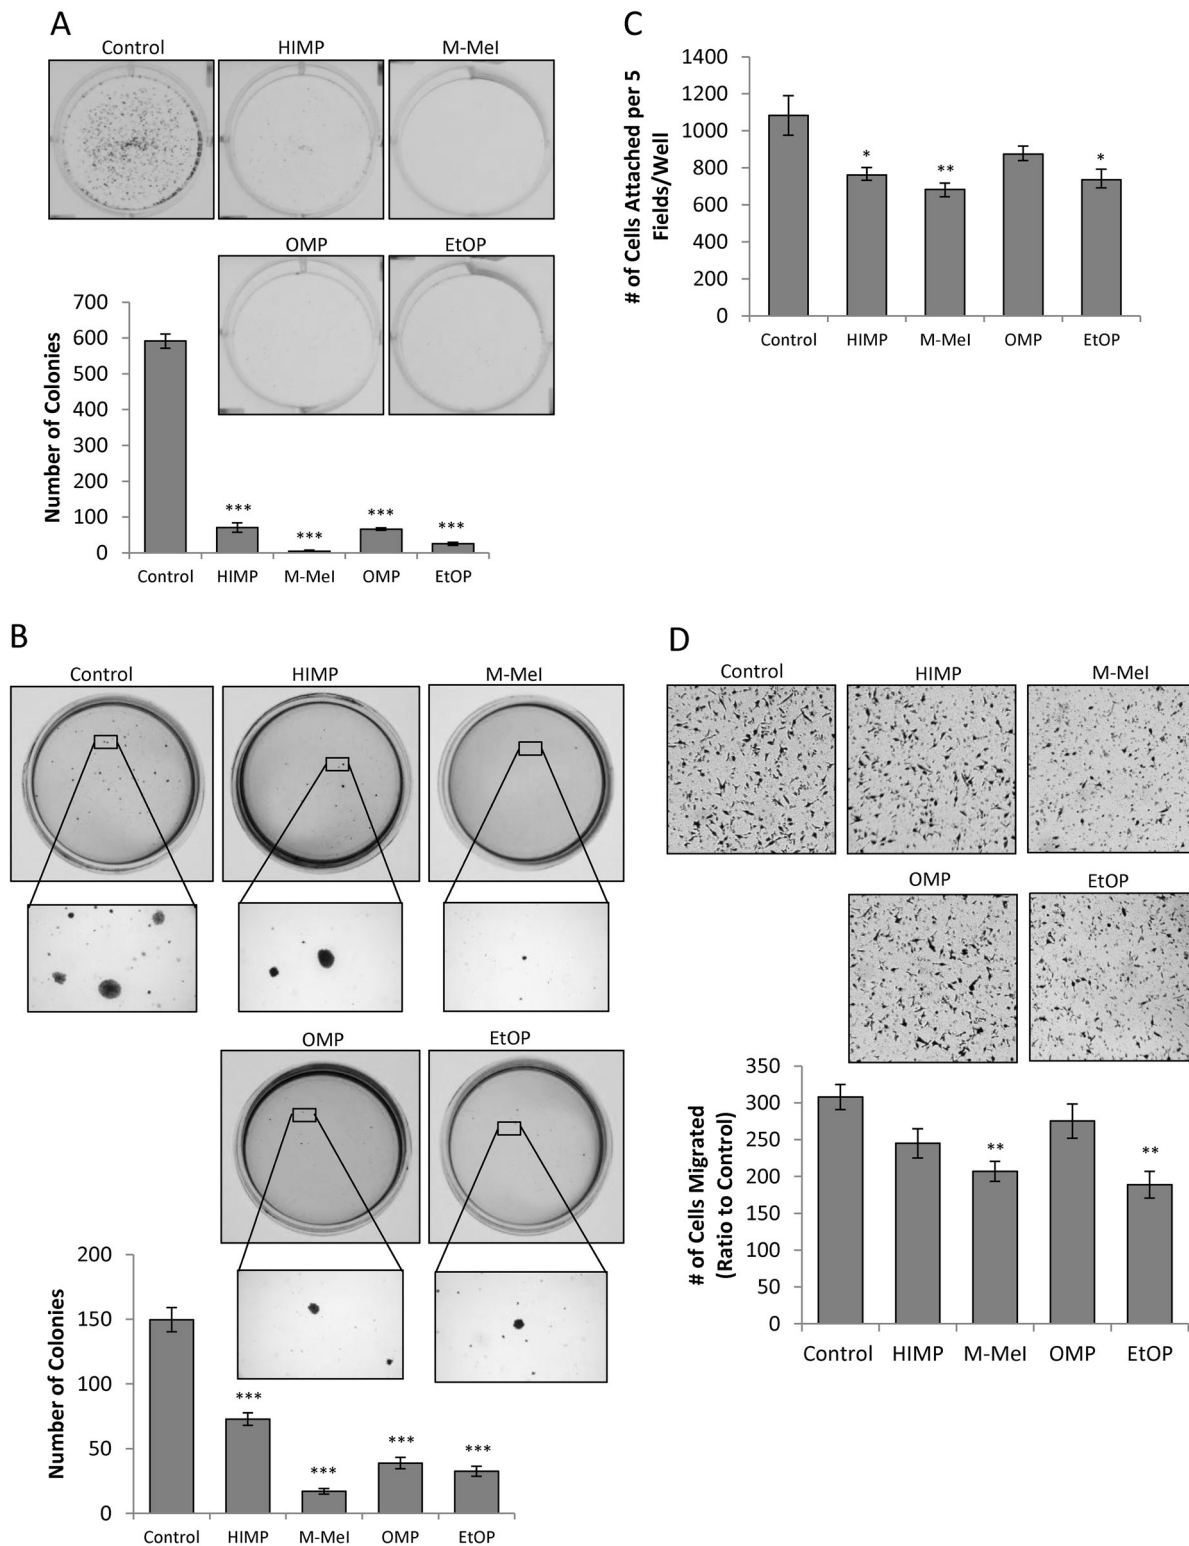 A
Control HIMP M-MeI
OMP EtOP
Number of Colonies
700
600
500
400
300
200
100
0
***
***
***
***
Control HIMP M-MeI OMP EtOP
B
Control HIMP M-MeI
OMP EtOP
Number of Colonies
200
150
100
50
0
***
***
***
***
Control HIMP M-MeI OMP EtOP
C
# of Cells Attached per 5
Fields/Well
1400
1200
1000
800
600
400
200
0
*
**
*
Control HIMP M-MeI OMP EtOP
D
Control HIMP M-MeI
OMP EtOP
# of Cells Migrated
(Ratio to Control)
350
300
250
200
150
100
50
0
**
**
Control HIMP M-MeI OMP EtOP